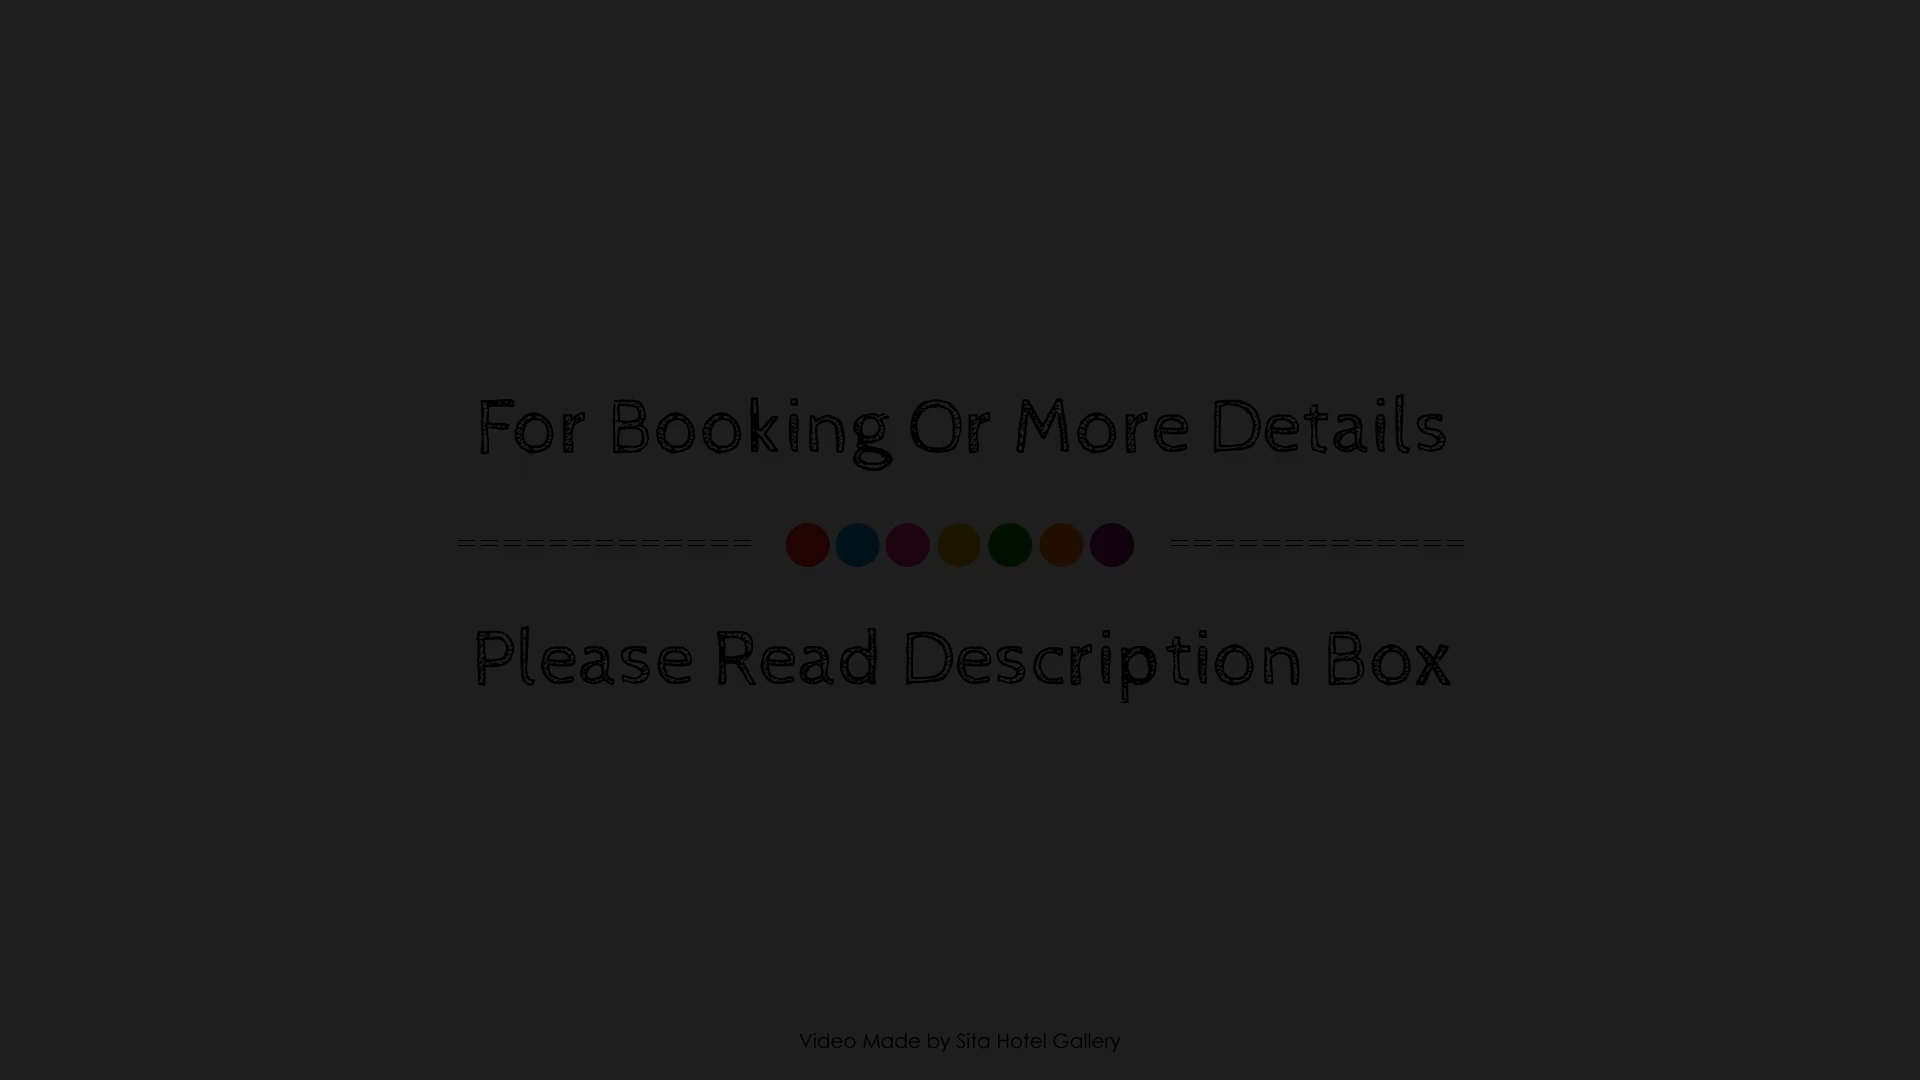 For Booking Or More Details
============= =============
Please Read Description Box
Video Made by Sita Hotel Gallery